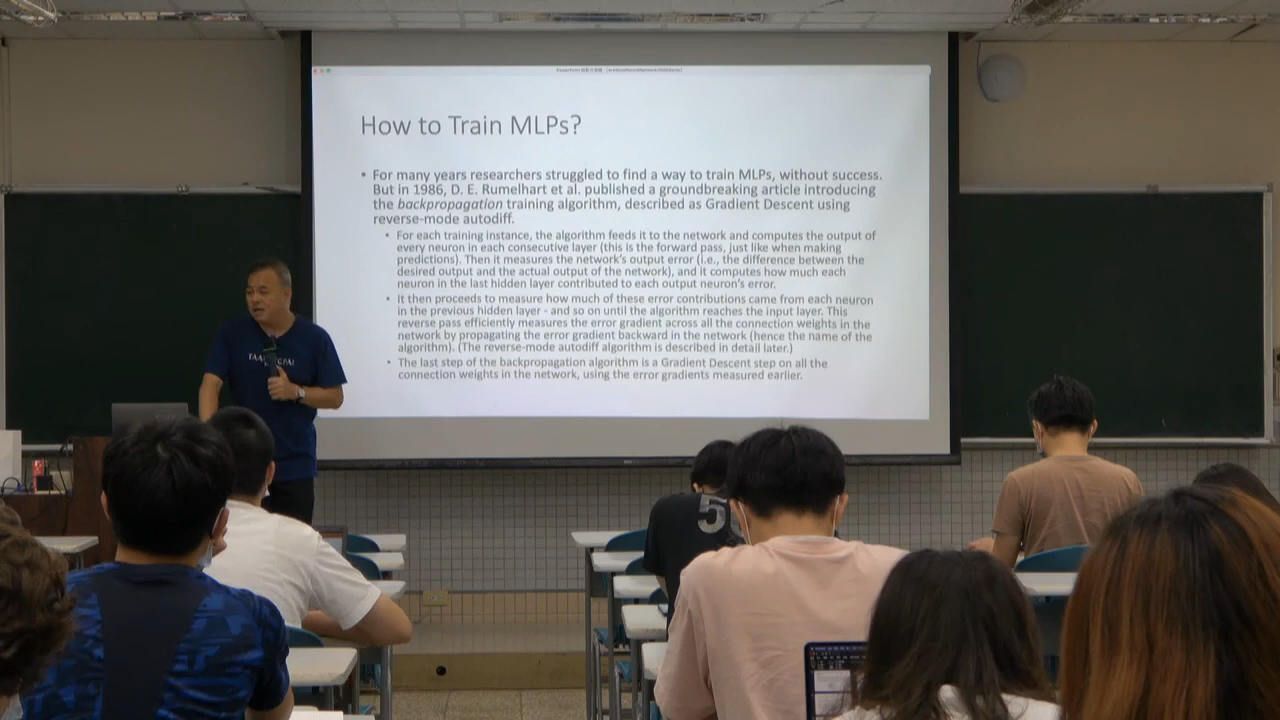 How to Train MLPs?
• For many years researchers struggled to find a way to train MLPs, without success.
But in 1986, D. E. Rumelhart et al. published a groundbreaking article introducing
the backpropagation training algorithm, described as Gradient Descent using
reverse-mode autodiff.
• For each training instance, the algorithm feeds it to the network and computes the output of
every neuron in each consecutive layer (this is the forward pass, just like when making
predictions). Then it measures the network's output error (i.e., the difference between the
desired output and the actual output of the network), and it computes how much each
neuron in the last hidden layer contributed to each output neuron's error.
• It then proceeds to measure how much of these error contributions came from each neuron
in the previous hidden layer - and so on until the algorithm reaches the input layer. This
reverse pass efficiently measures the error gradient across all the connection weights in the
network by propagating the error gradient backward in the network (hence the name of the
algorithm). (The reverse-mode autodiff algorithm is described in detail later.)
• The last step of the backpropagation algorithm is a Gradient Descent step on all the
connection weights in the network, using the error gradients measured earlier.